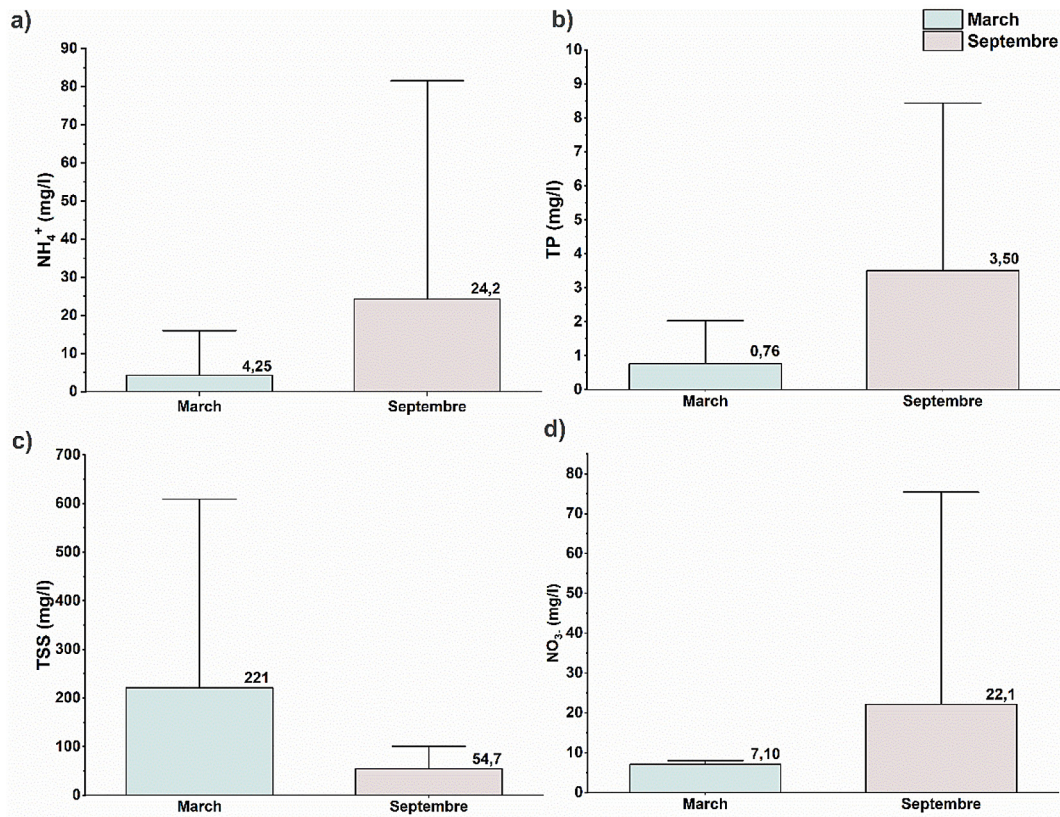 a)
NH₄⁺ (mg/l)
90
80
70
60
50
40
30
20
10
0
4,25
24,2
March
Septembre
b)
March
Septembre
TP (mg/l)
10
9
8
7
6
5
4
3
2
1
0
0,76
3,50
March
Septembre
c)
TSS (mg/l)
700
600
500
400
300
200
100
0
221
54,7
March
Septembre
d)
NO₃₋ (mg/l)
80
70
60
50
40
30
20
10
0
7,10
22,1
March
Septembre